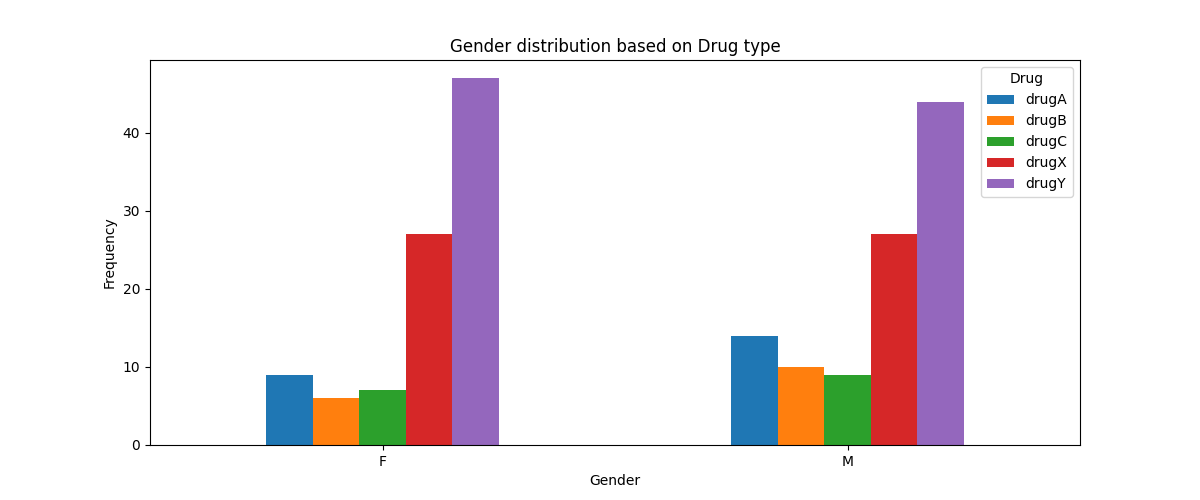 Gender distribution based on Drug type
Drug
drugA
drugB
drugC
drugX
drugY
Frequency
40
30
20
10
0
F
M
Gender